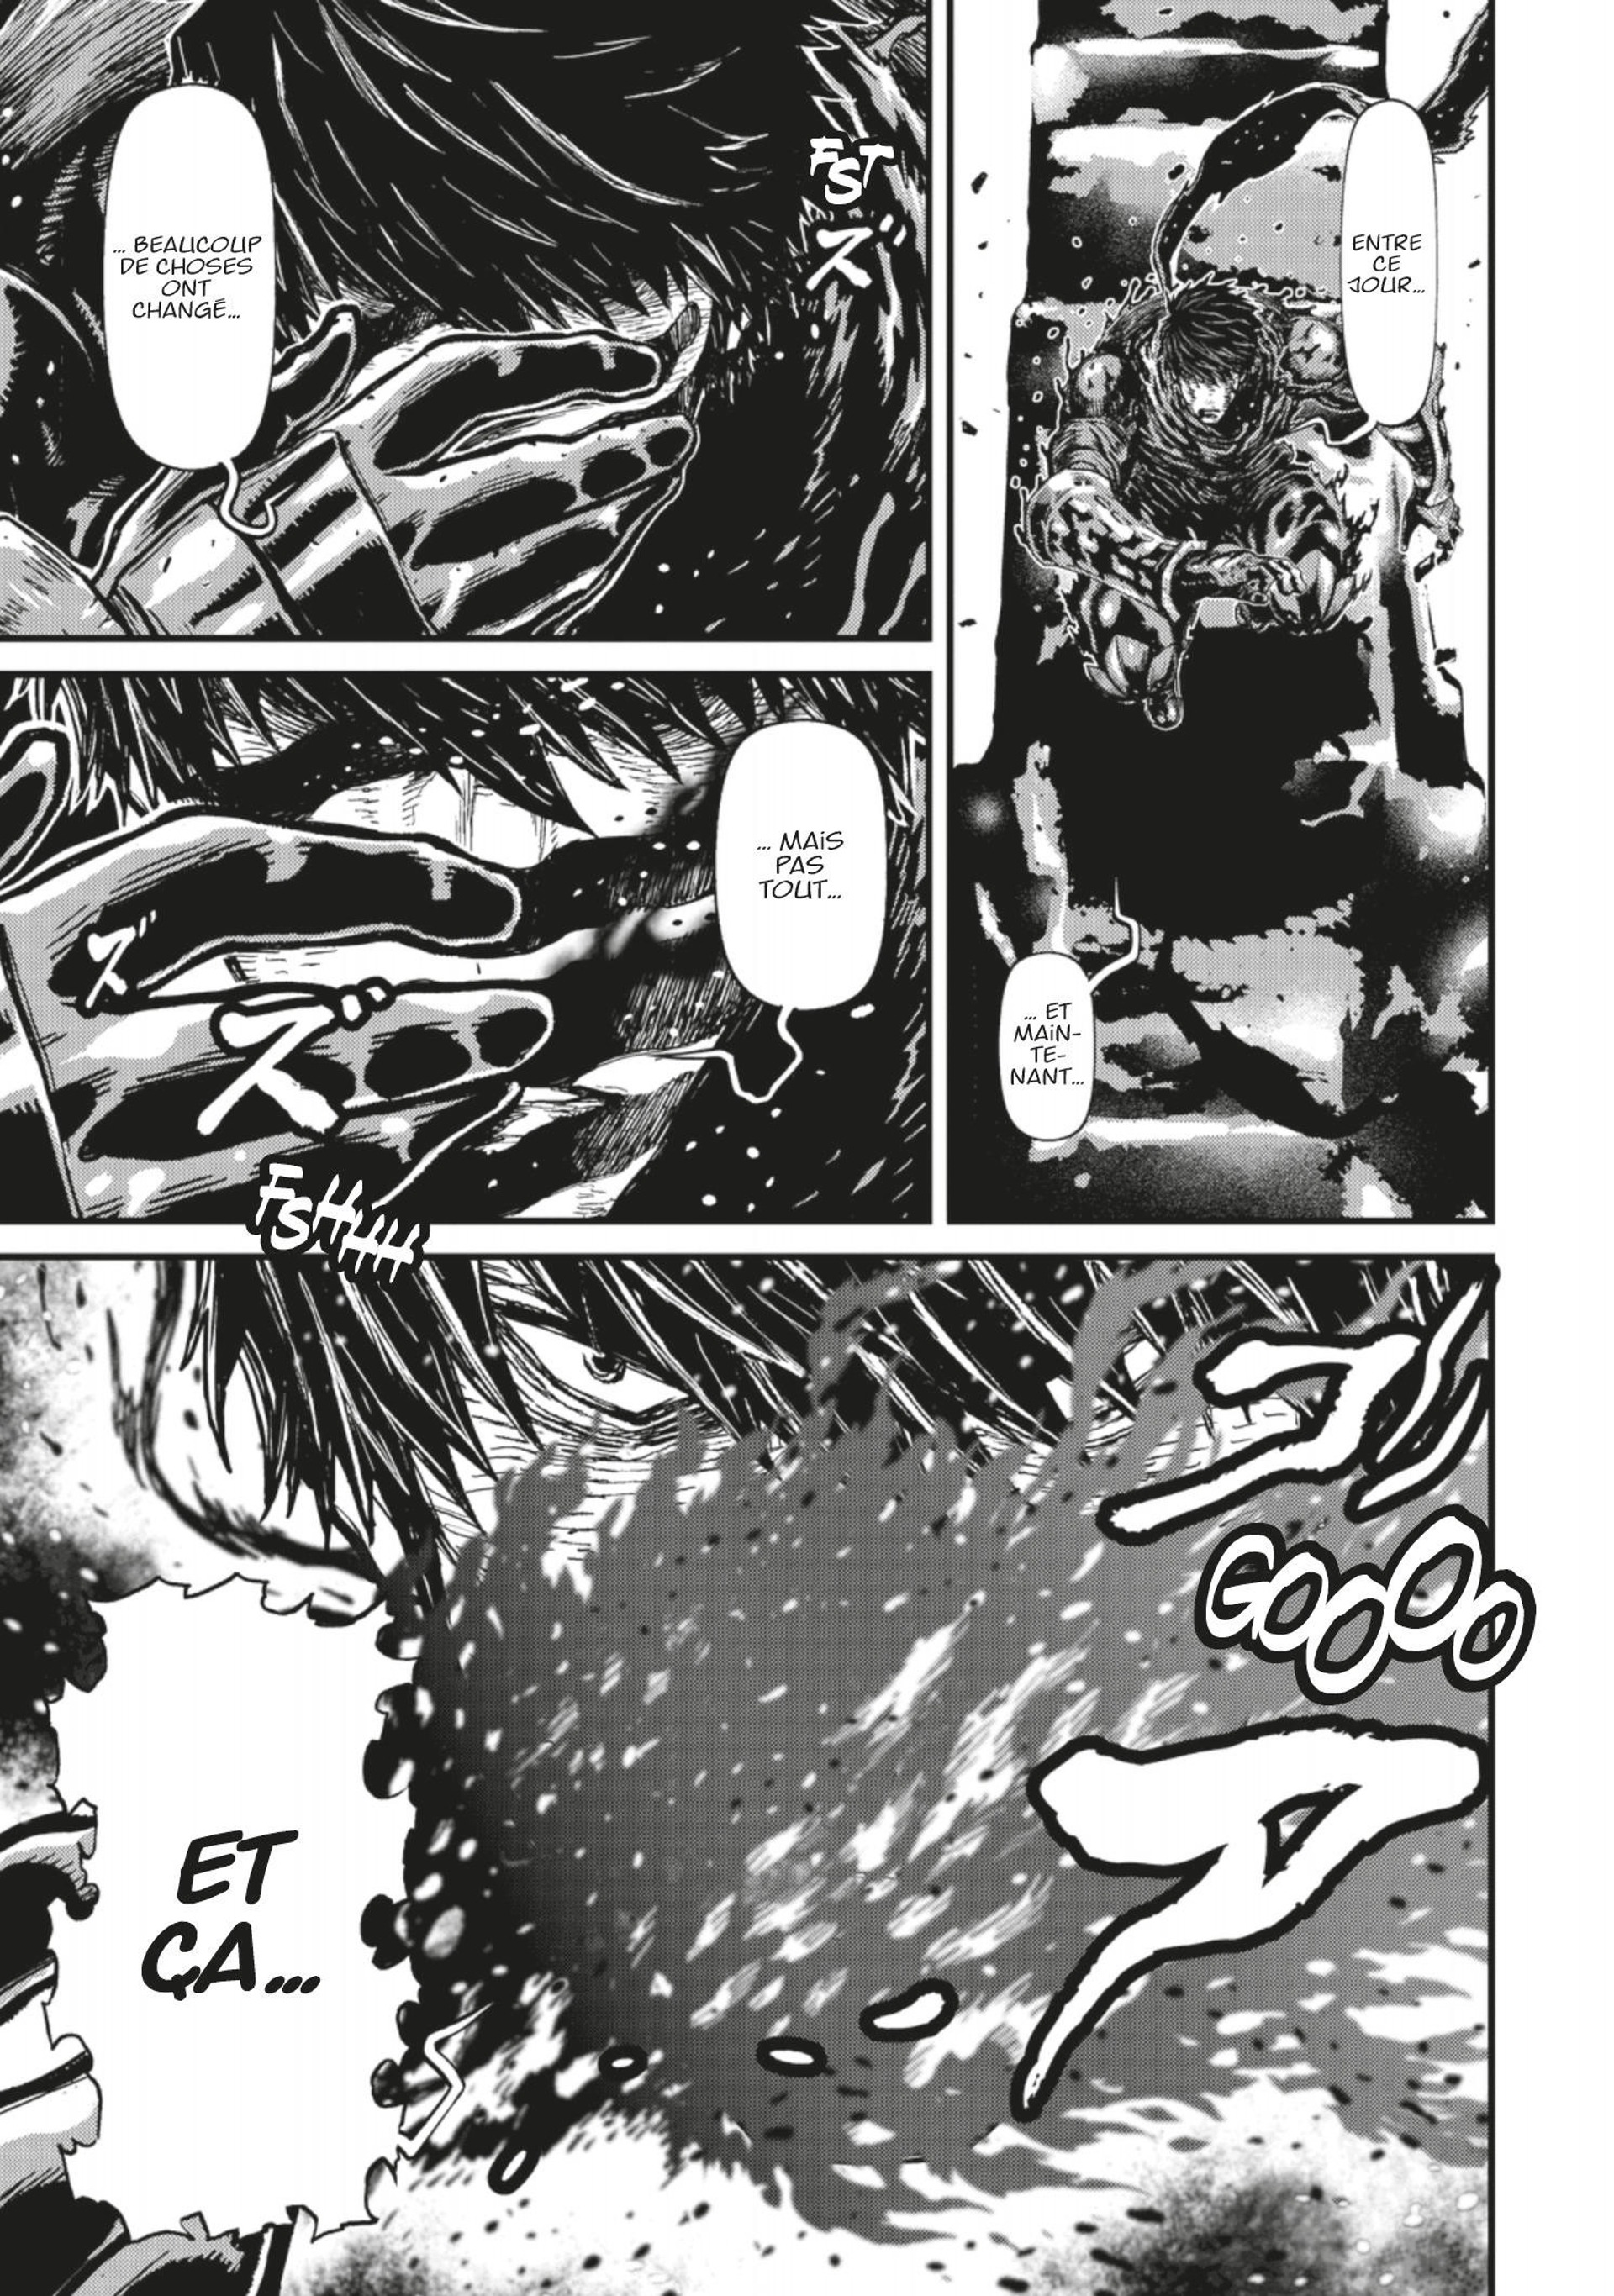 ENTRE
CE
JOUR...
... ET
MAIN-
TE-
NANT...
FST
ズ
... BEAUCOUP
DE CHOSES
ONT
CHANGÉ...
... MAIS
PAS
TOUT...
ズ
ズ
FSHHHH
ゴ
GOOOO
ア
ET
ÇA...